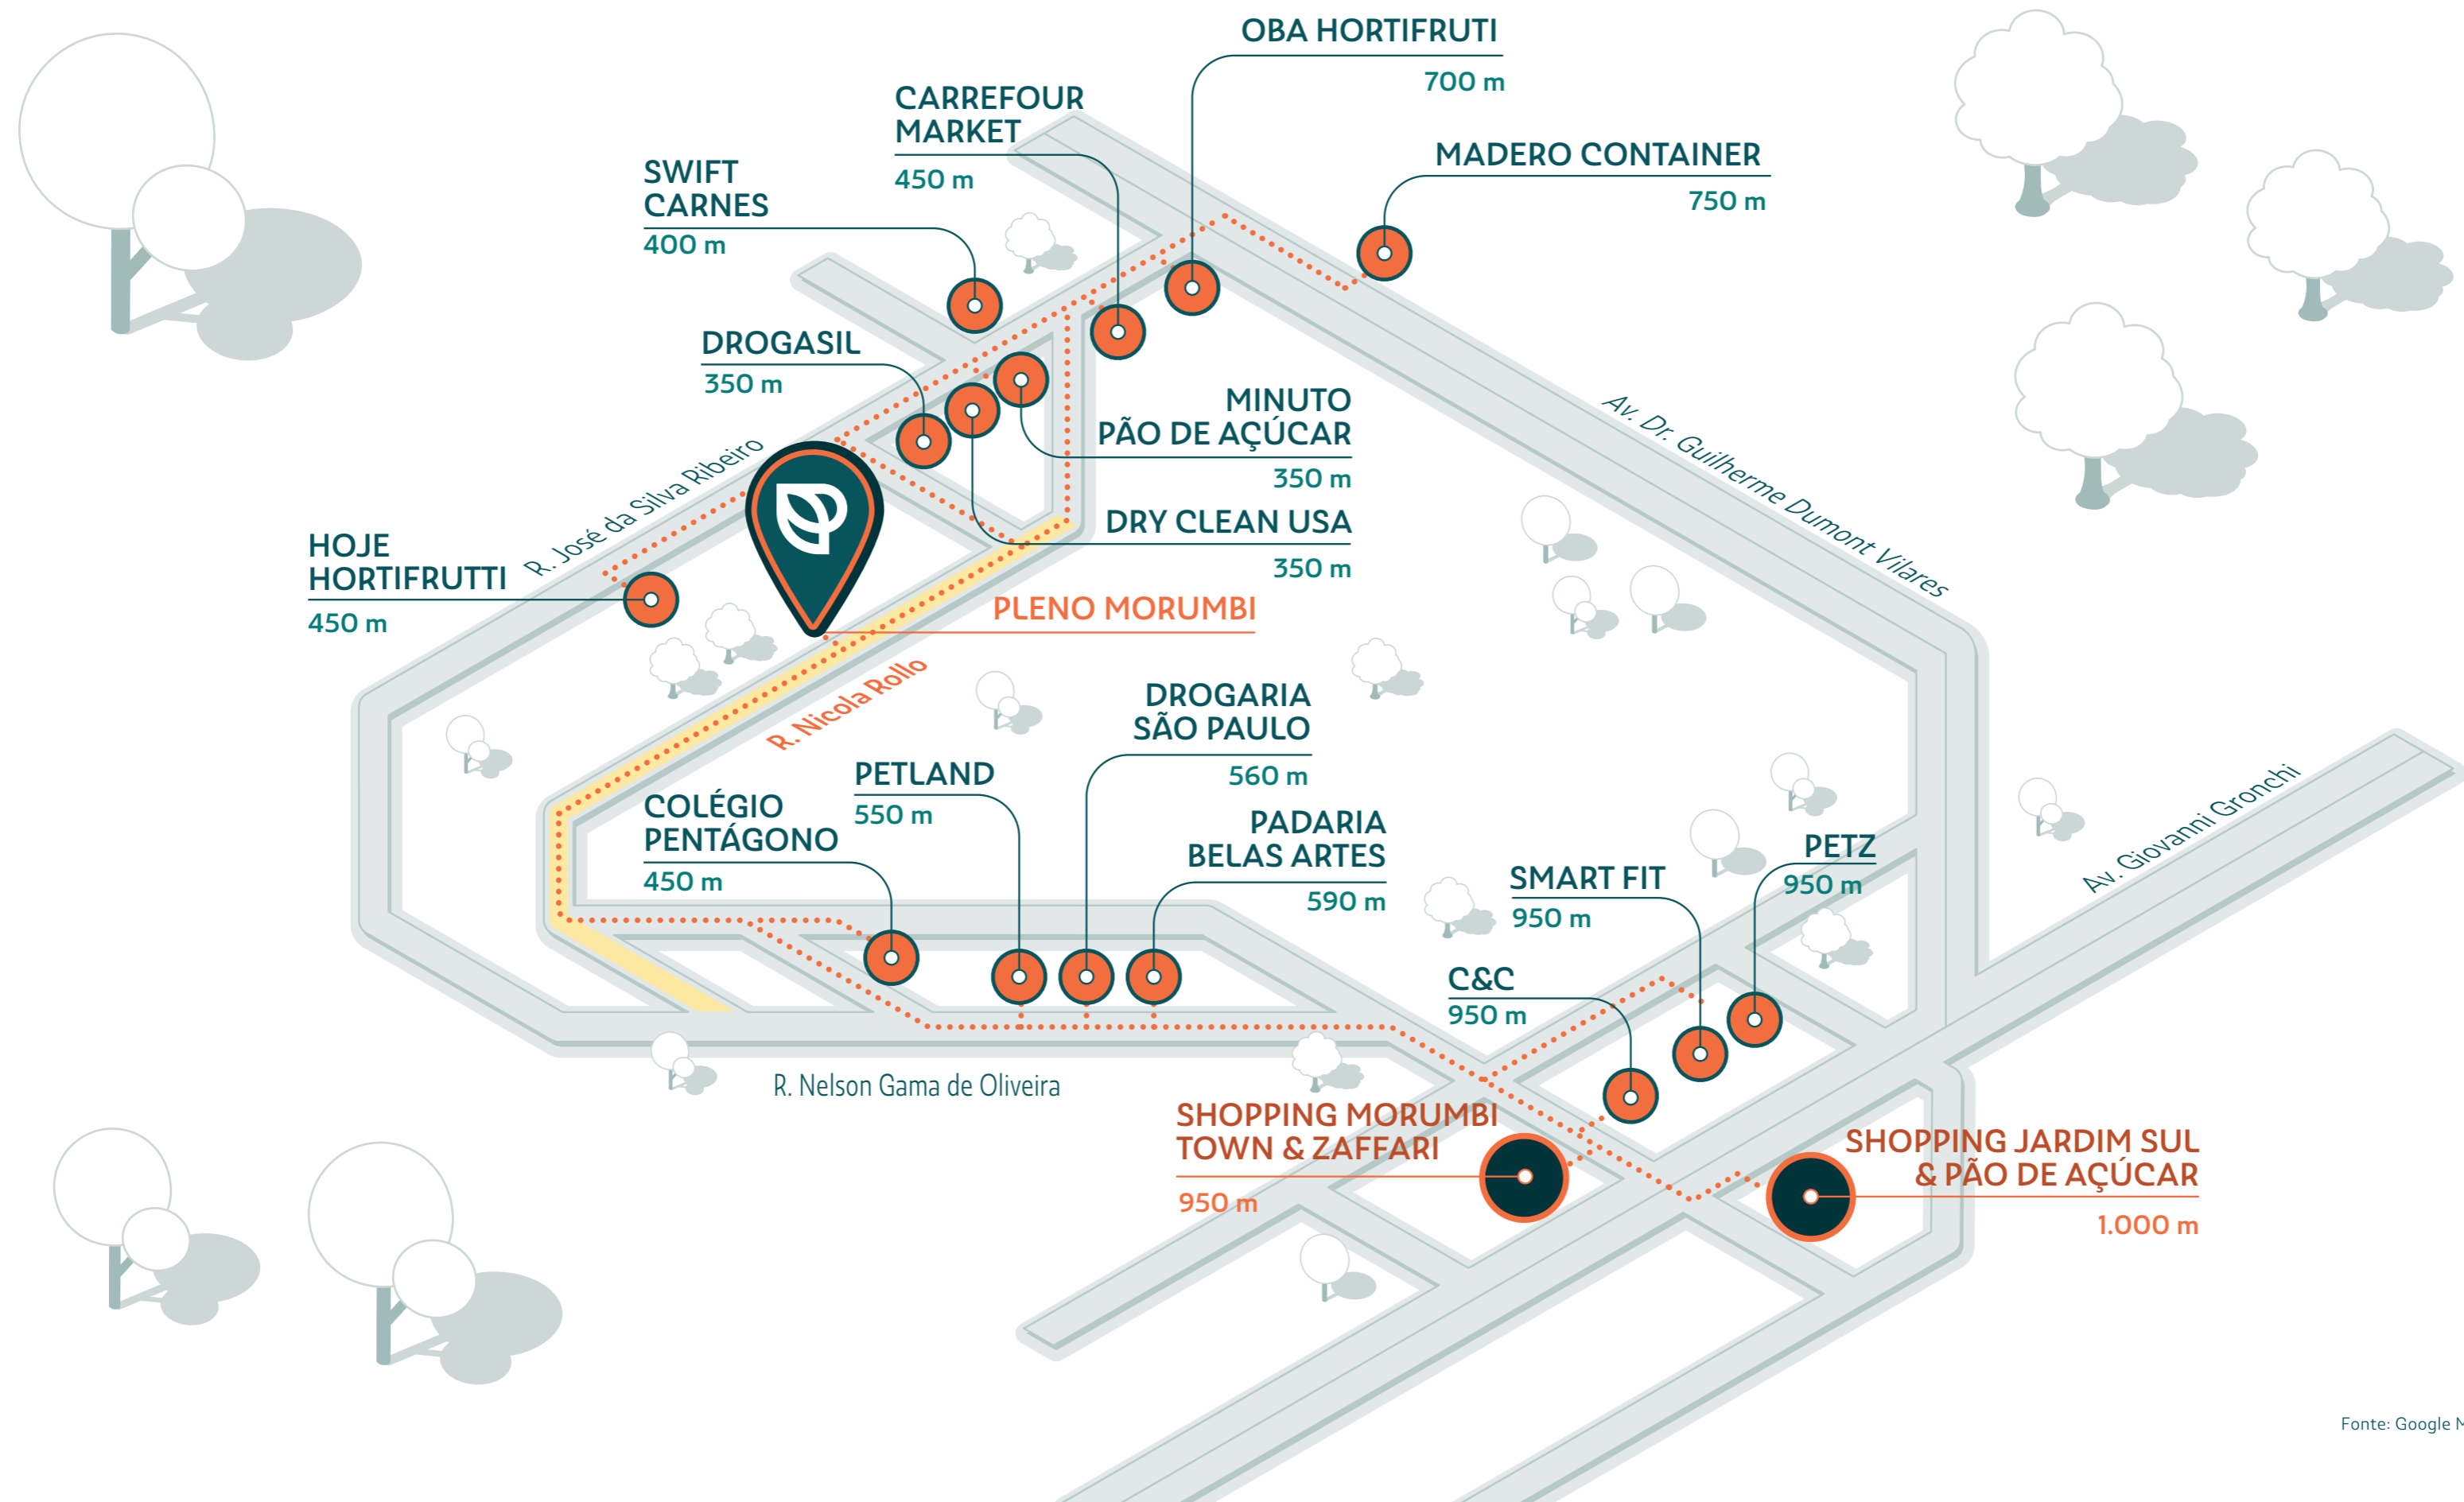 OBA HORTIFRUTI
700 m
CARREFOUR
MARKET
450 m
MADERO CONTAINER
750 m
SWIFT
CARNES
400 m
DROGASIL
350 m
MINUTO
PÃO DE AÇÚCAR
350 m
DRY CLEAN USA
350 m
R. José da Silva Ribeiro
Av. Dr. Guilherme Dumont Vilares
HOJE
HORTIFRUTTI
450 m
PLENO MORUMBI
R. Nicola Rollo
DROGARIA
SÃO PAULO
560 m
PETLAND
550 m
COLÉGIO
PENTÁGONO
450 m
PADARIA
BELAS ARTES
590 m
SMART FIT
950 m
PETZ
950 m
Av. Giovanni Gronchi
C&C
950 m
R. Nelson Gama de Oliveira
SHOPPING MORUMBI
TOWN & ZAFFARI
950 m
SHOPPING JARDIM SUL
& PÃO DE AÇÚCAR
1.000 m
Fonte: Google